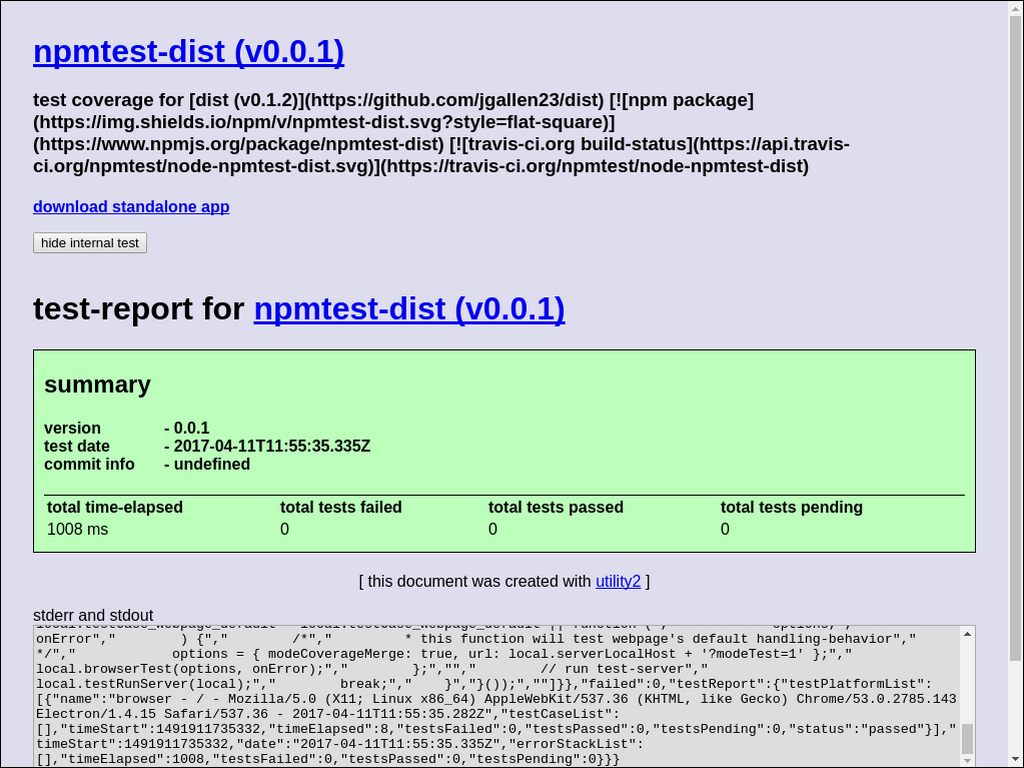 npmtest-dist (v0.0.1)
test coverage for [dist (v0.1.2)](https://github.com/jgallen23/dist) [![npm package]
(https://img.shields.io/npm/v/npmtest-dist.svg?style=flat-square)]
(https://www.npmjs.org/package/npmtest-dist) [![travis-ci.org build-status](https://api.travis-
ci.org/npmtest/node-npmtest-dist.svg)](https://travis-ci.org/npmtest/node-npmtest-dist)
download standalone app
hide internal test
test-report for npmtest-dist (v0.0.1)
summary
version - 0.0.1
test date - 2017-04-11T11:55:35.335Z
commit info - undefined
total time-elapsed total tests failed total tests passed total tests pending
1008 ms 0 0 0
[ this document was created with utility2 ]
stderr and stdout
onError","        ) {","        /*","         * this function will test webpage's default handling-behavior","
*/","            options = { modeCoverageMerge: true, url: local.serverLocalHost + '?modeTest=1' };","
local.browserTest(options, onError);","        };","","        // run test-server","
local.testRunServer(local);","        break;","    }","}());",""]}},"failed":0,"testReport":{"testPlatformList":
[{"name":"browser - / - Mozilla/5.0 (X11; Linux x86_64) AppleWebKit/537.36 (KHTML, like Gecko) Chrome/53.0.2785.143
Electron/1.4.15 Safari/537.36 - 2017-04-11T11:55:35.282Z","testCaseList":
[],"timeStart":1491911735332,"timeElapsed":8,"testsFailed":0,"testsPassed":0,"testsPending":0,"status":"passed"}],"
timeStart":1491911735332,"date":"2017-04-11T11:55:35.335Z","errorStackList":
[],"timeElapsed":1008,"testsFailed":0,"testsPassed":0,"testsPending":0}}}